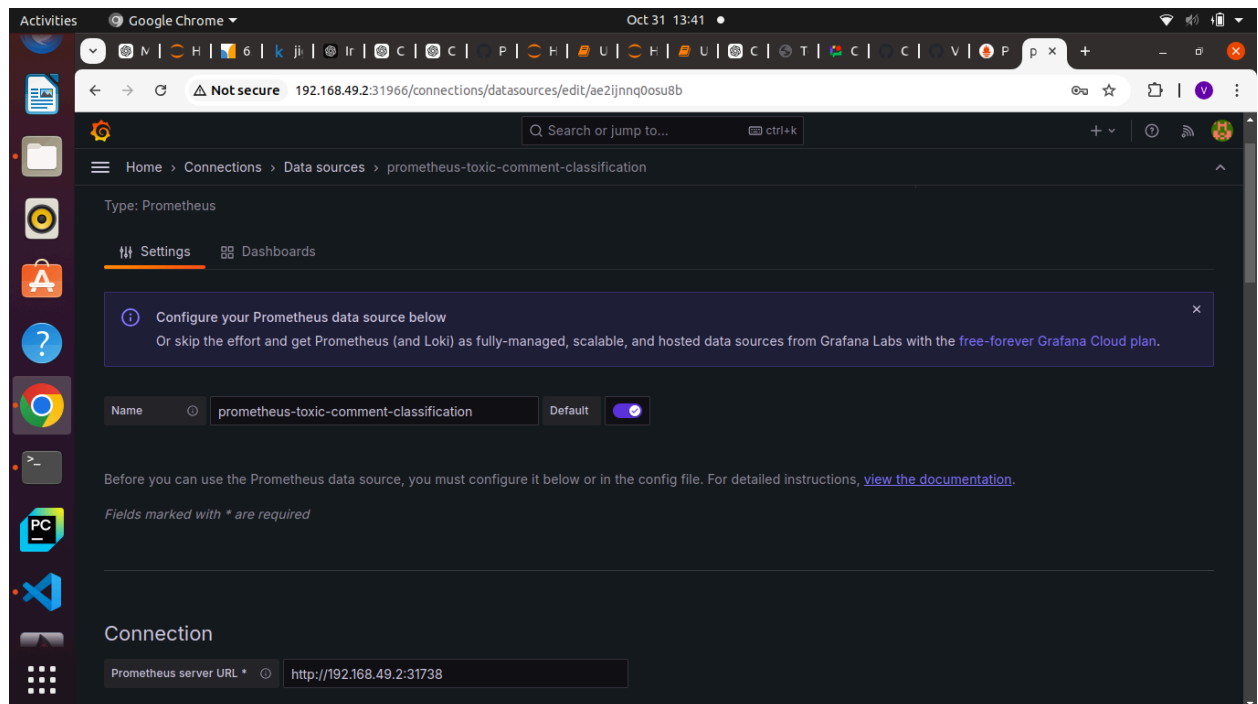 Activities Google Chrome Oct 31 13:41
M H 6 k ji Ir C C P H U H U C T C C V P p × +
Not secure 192.168.49.2:31966/connections/datasources/edit/ae2ijnnq0osu8b V
Search or jump to... ctrl+k
Home › Connections › Data sources › prometheus-toxic-comment-classification
Type: Prometheus
Settings Dashboards
Configure your Prometheus data source below
Or skip the effort and get Prometheus (and Loki) as fully-managed, scalable, and hosted data sources from Grafana Labs with the free-forever Grafana Cloud plan.
Name prometheus-toxic-comment-classification Default
Before you can use the Prometheus data source, you must configure it below or in the config file. For detailed instructions, view the documentation.
Fields marked with * are required
PC
Connection
Prometheus server URL * http://192.168.49.2:31738